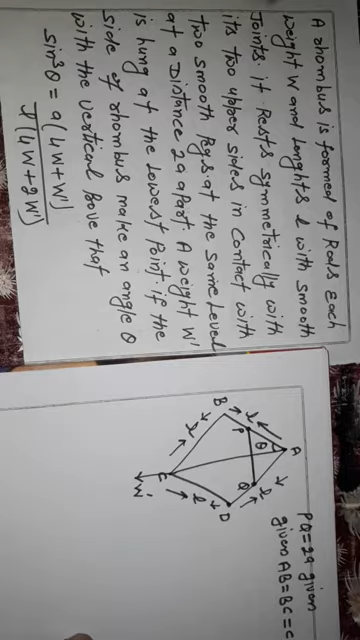 A rhombus is formed of Rods Each
weight W and lenghts l with smooth
Joints. it Rests symmetrically with
its two upper sides in contact with
two smooth Pegs at the same level
at a Distance 2a apart. A weight W'
is hung at the lowest Point. if the
side of rhombus make an angle θ
with the vertical Prove that
sin³θ = a(4W+W')
l(4W+2W')
PQ=2a given
given AB=BC=C
A
l
θ
l
B
P
Q
D
l
l
C
W'